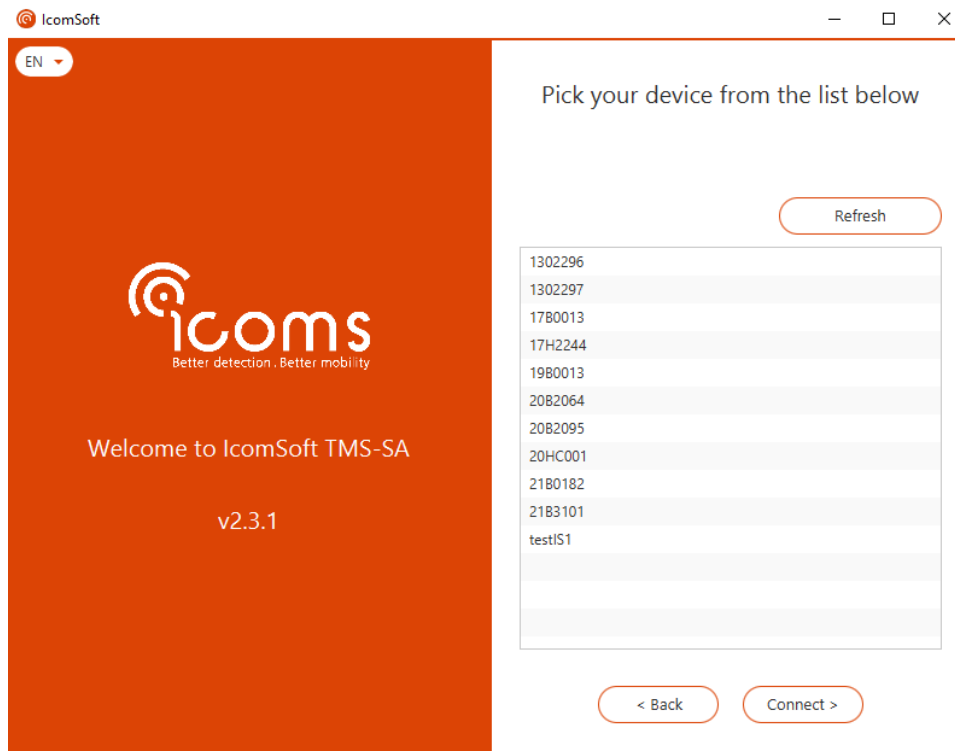 IcomSoft
EN
icoms
Better detection. Better mobility
Welcome to IcomSoft TMS-SA
v2.3.1
Pick your device from the list below
Refresh
1302296
1302297
17B0013
17H2244
19B0013
20B2064
20B2095
20HC001
21B0182
21B3101
testIS1
< Back
Connect >